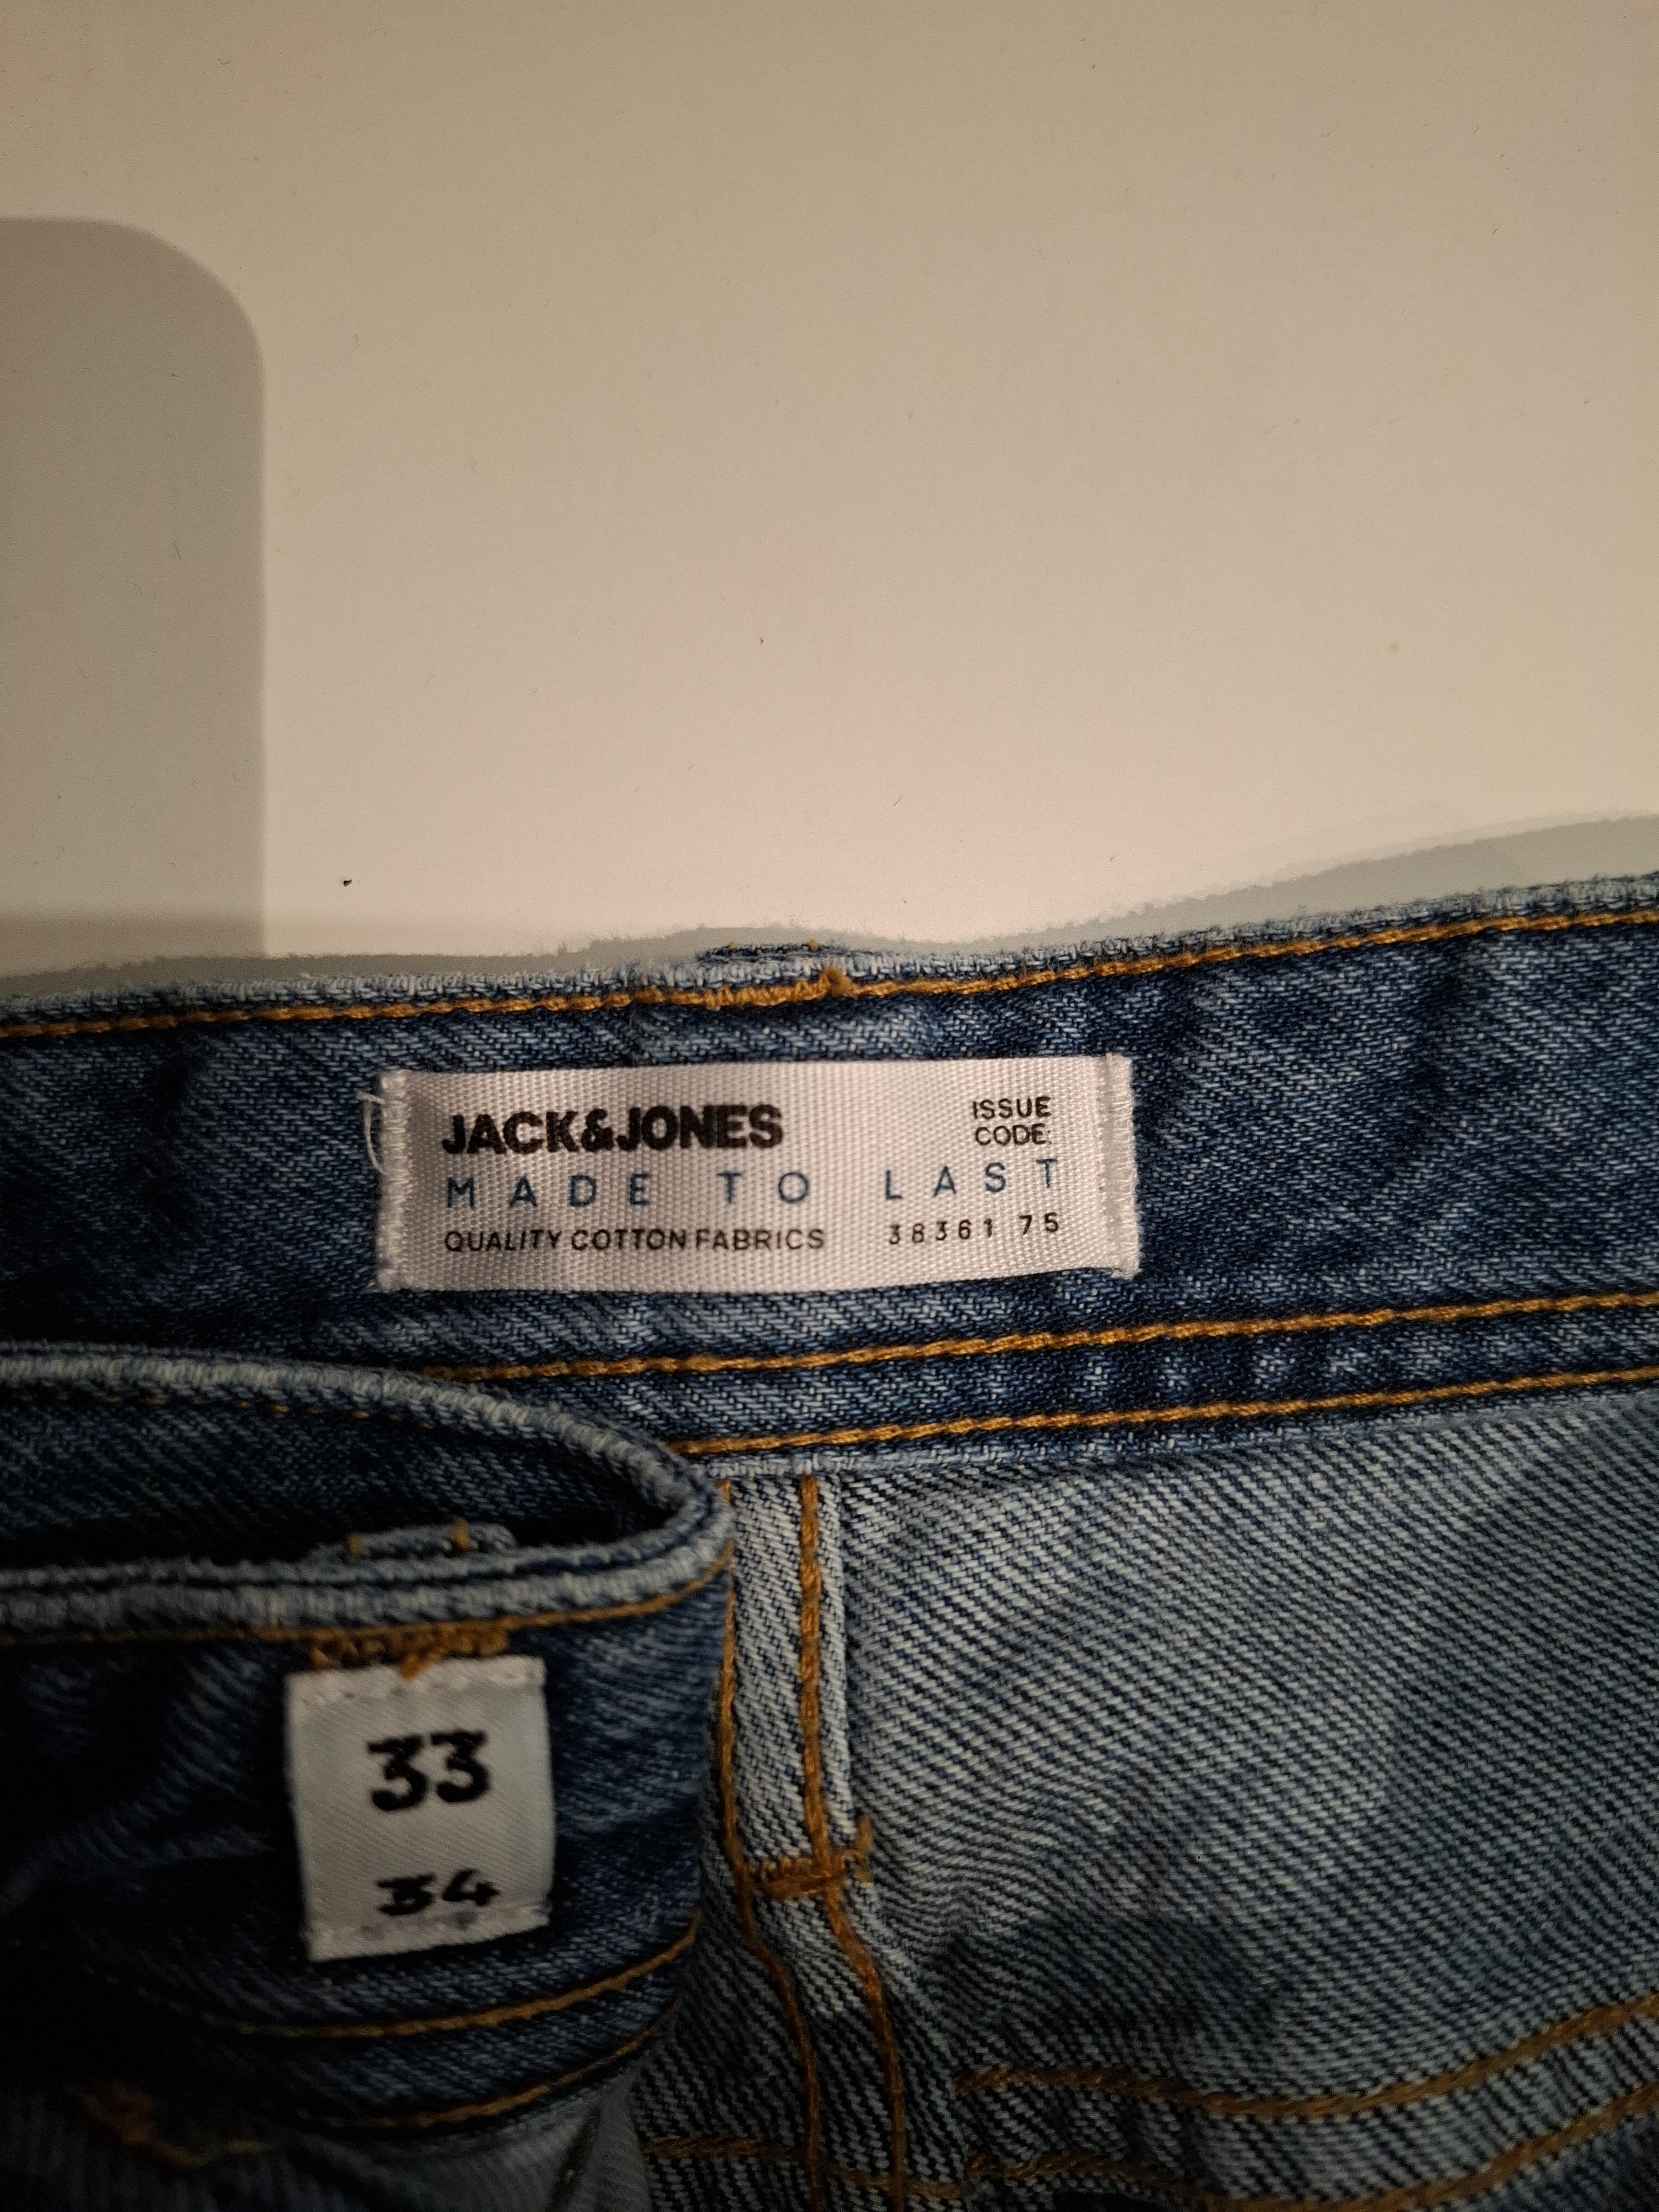 JACK&JONES
ISSUE
CODE.
MADE TO LAST
QUALITY COTTON FABRICS 38361 75
33
34